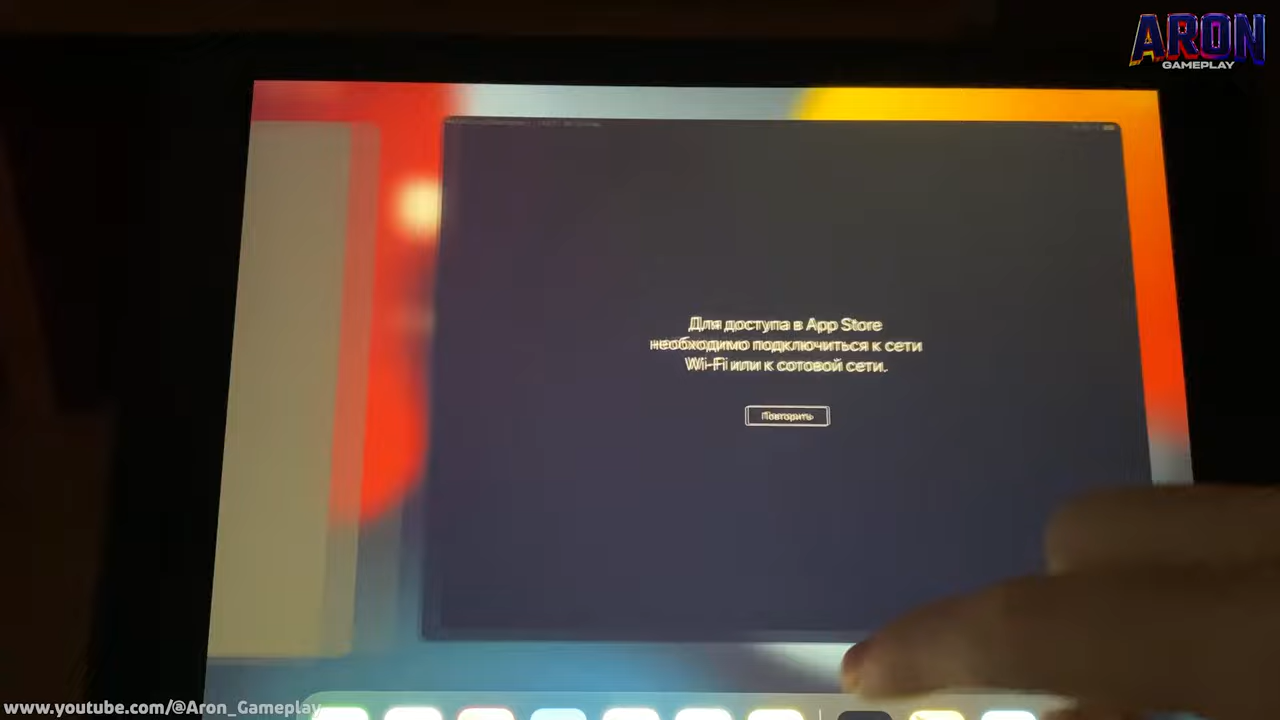 ARON
GAMEPLAY
Для доступа в App Store
необходимо подключиться к сети
Wi-Fi или к сотовой сети.
Повторить
www.youtube.com/@Aron_Gameplay